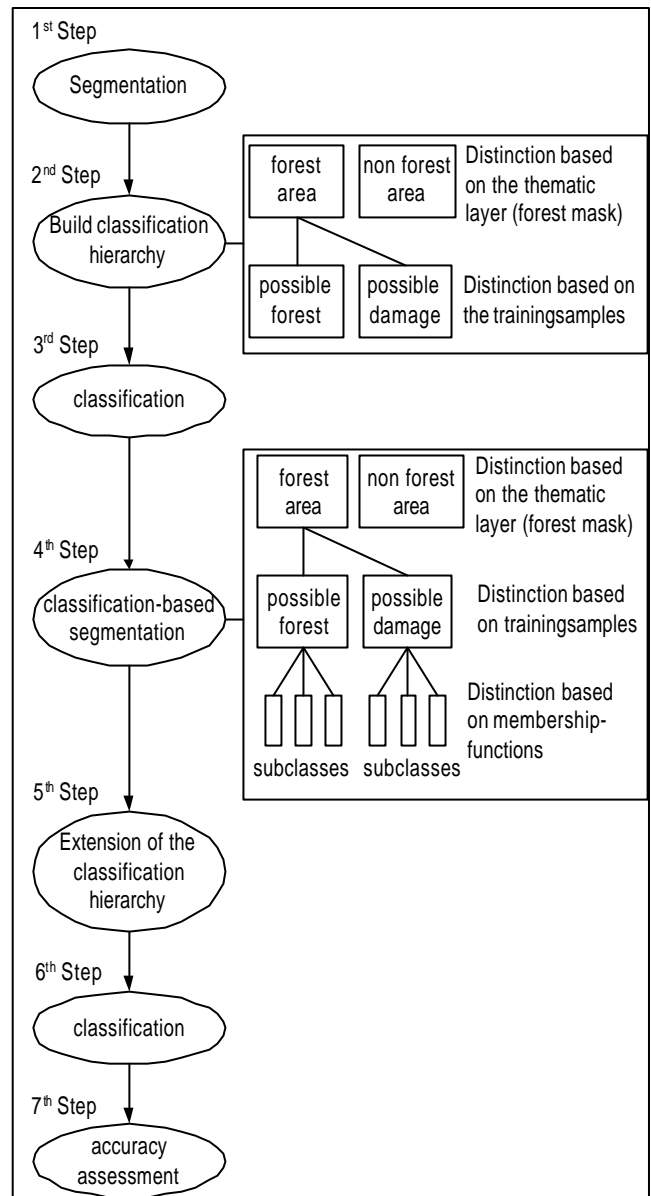 1st Step
Segmentation
2nd Step
Build classification
hierarchy
forest
area
non forest
area
Distinction based
on the thematic
layer (forest mask)
possible
forest
possible
damage
Distinction based on
the trainingsamples
3rd Step
classification
4th Step
classification-based
segmentation
forest
area
non forest
area
Distinction based
on the thematic
layer (forest mask)
possible
forest
possible
damage
Distinction based
on trainingsamples
Distinction based
on membership-
functions
subclasses
subclasses
5th Step
Extension of the
classification
hierarchy
6th Step
classification
7th Step
accuracy
assessment